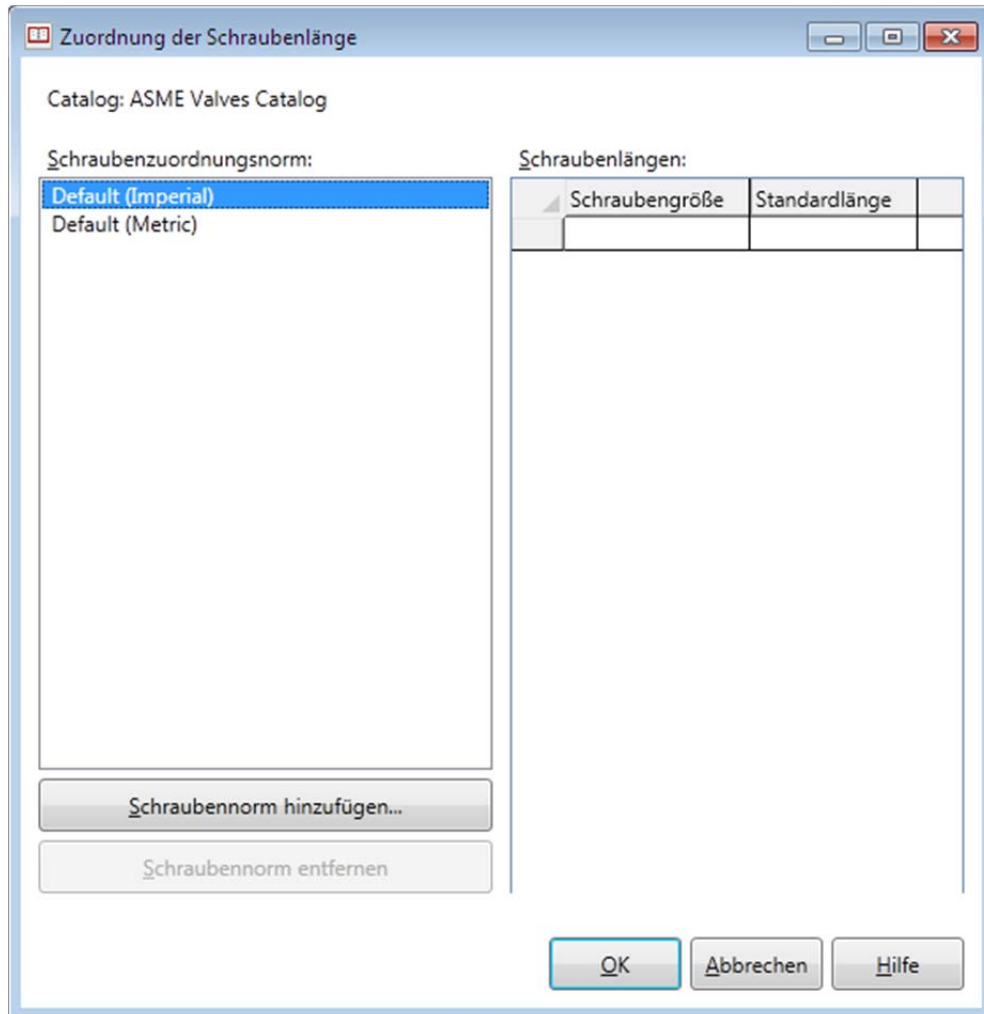 Zuordnung der Schraubenlänge
Catalog: ASME Valves Catalog
Schraubenzuordnungsnorm:
Default (Imperial)
Default (Metric)
Schraubennorm hinzufügen...
Schraubennorm entfernen
Schraubenlängen:
Schraubengröße Standardlänge
OK Abbrechen Hilfe